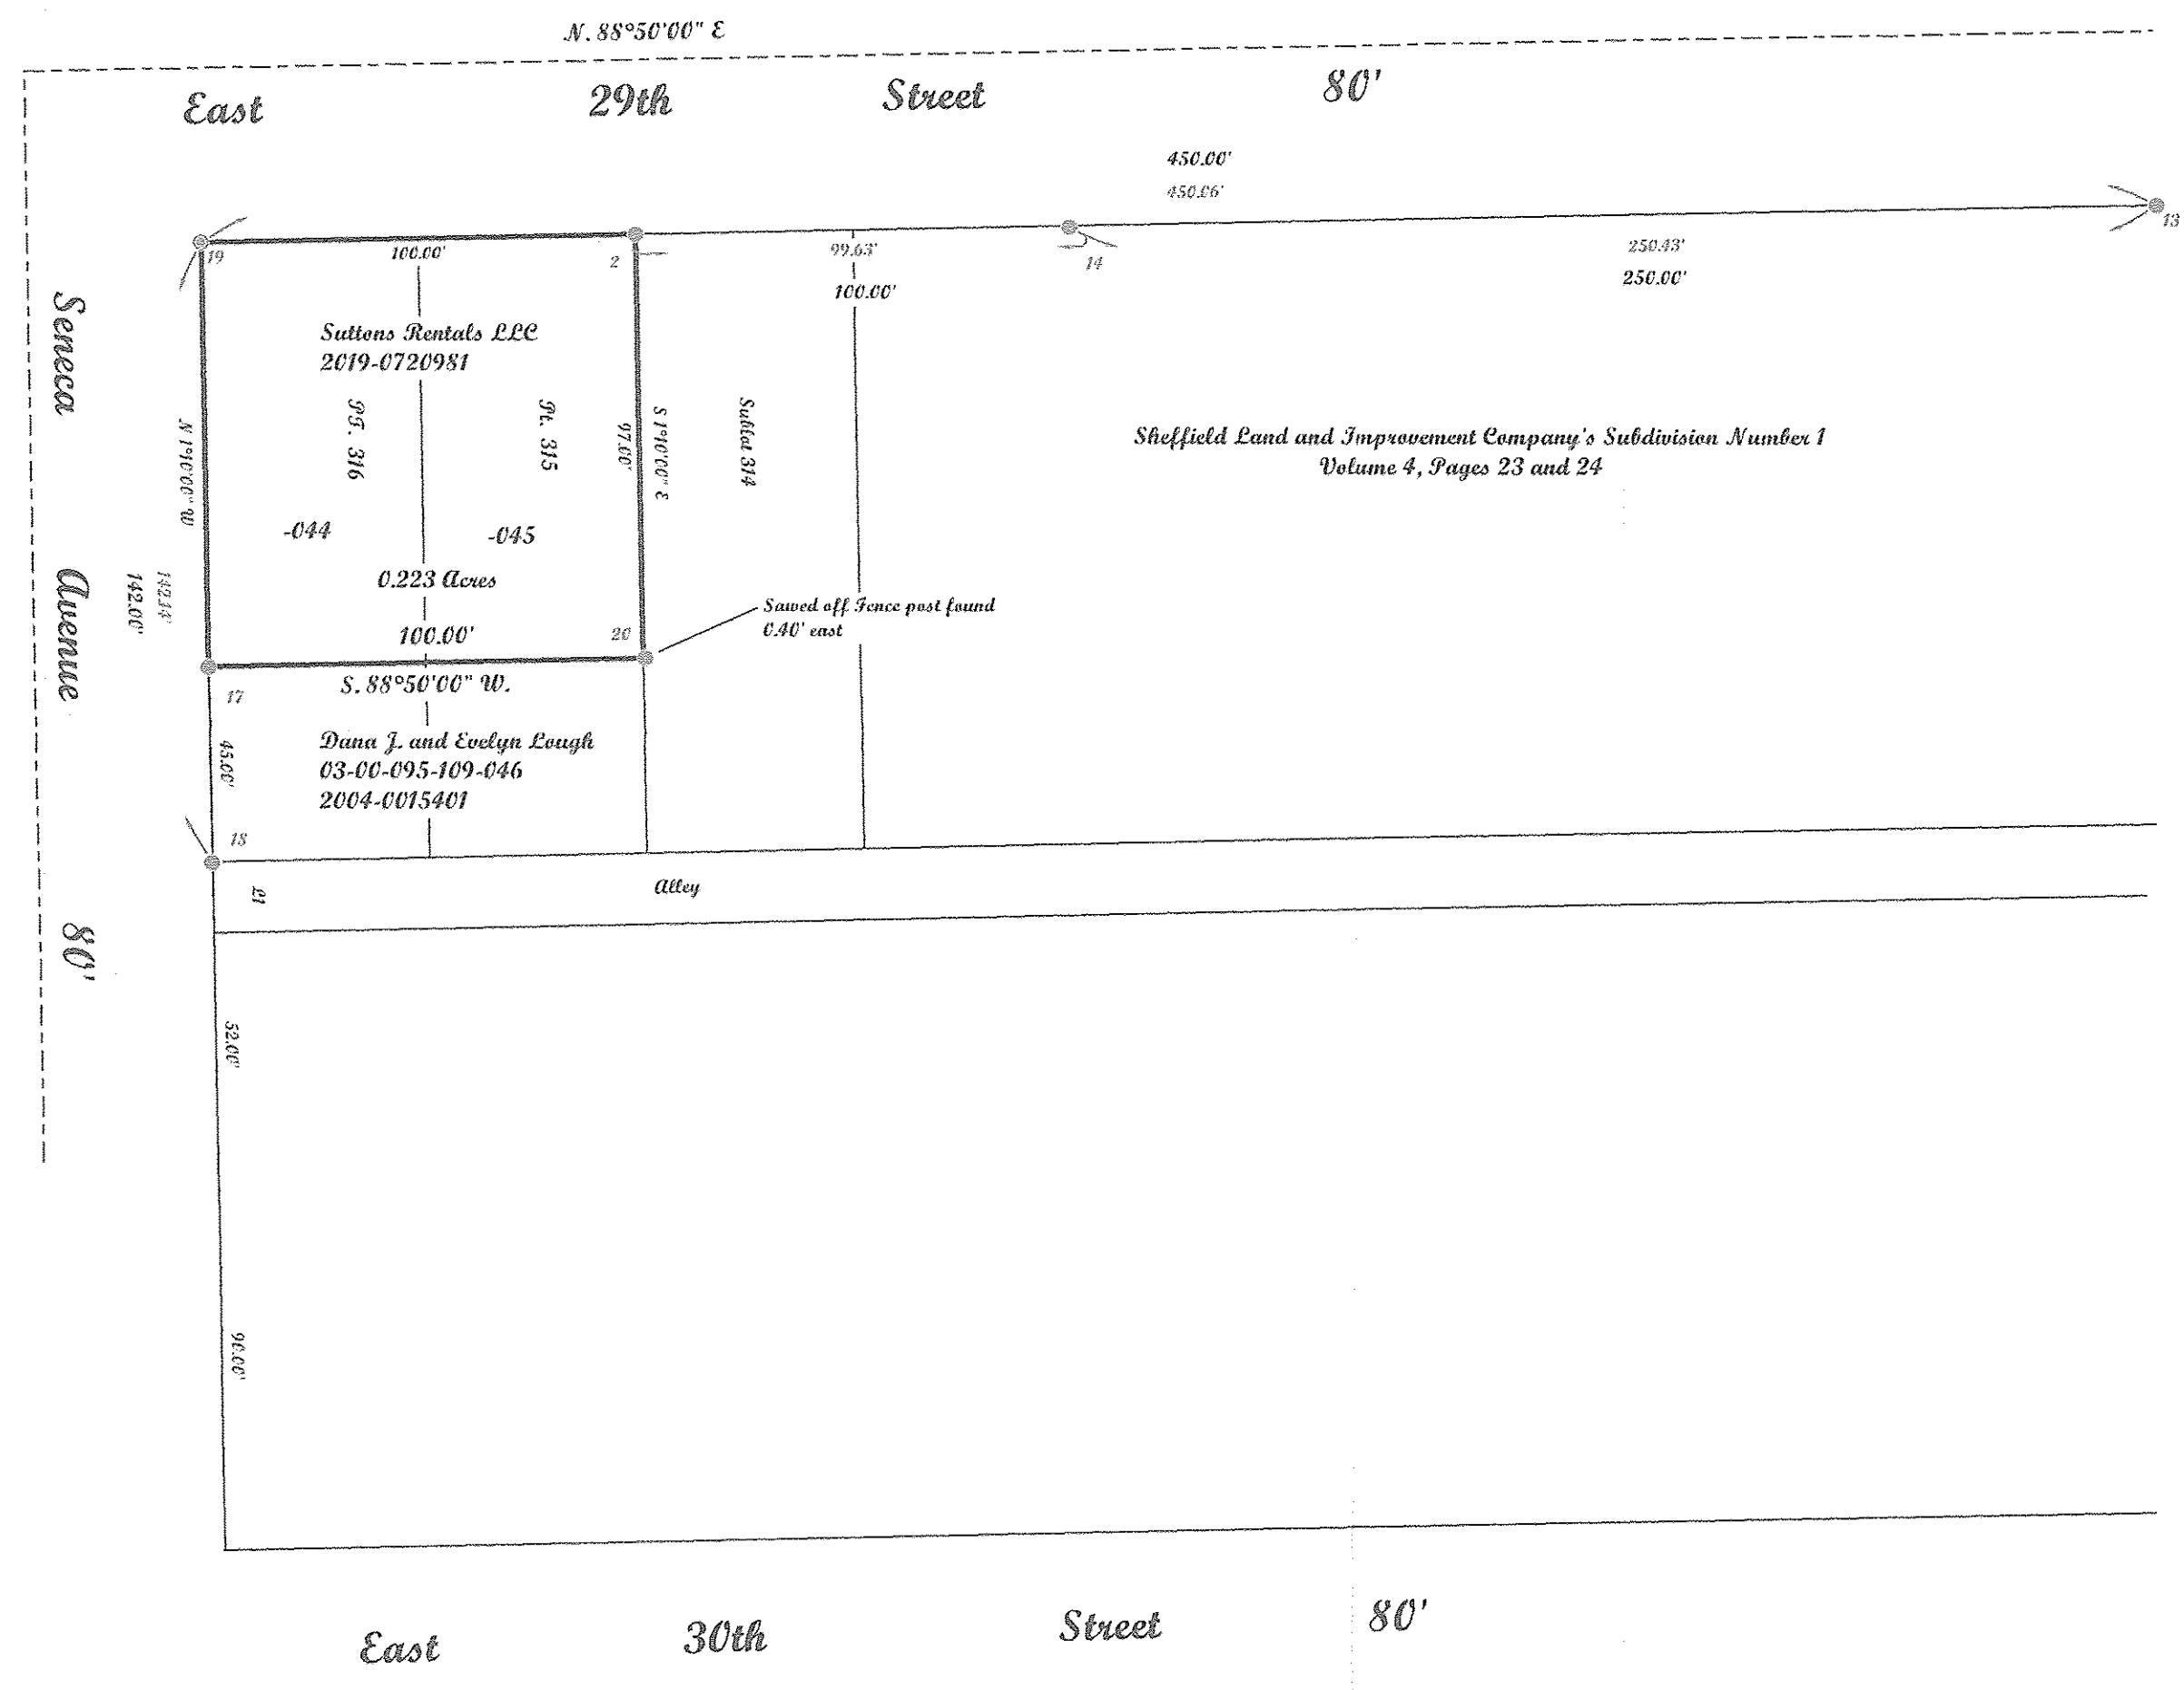 N. 88°50'00" E
East 29th Street 80'
450.00'
450.06'
13
19
100.00'
2
99.63'
14
250.43'
100.00'
250.00'
Suttons Rentals LLC
2019-0720981
Seneca Avenue 80'
N 1°10'00" W
PT. 316
Pt. 315
97.00'
S 1°10'00" E
Sublot 314
Sheffield Land and Improvement Company's Subdivision Number 1
Volume 4, Pages 23 and 24
-044
-045
0.223 Acres
142.14'
142.00'
100.00'
20
Sawed off Fence post found
0.40' east
17
S. 88°50'00" W.
45.00'
Dana J. and Evelyn Lough
03-00-095-109-046
2004-0015401
18
L1
Alley
52.00'
90.00'
East 30th Street 80'